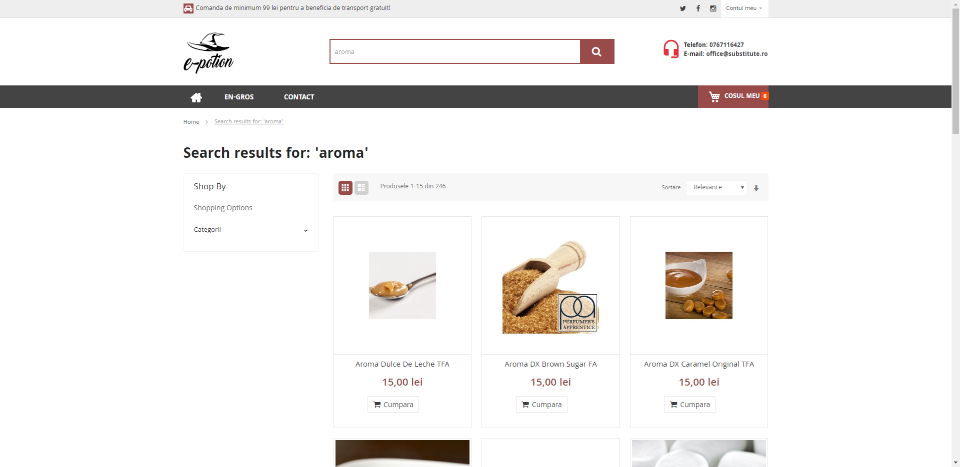 Comanda de minimum 99 lei pentru a beneficia de transport gratuit!
Contul meu
e-potion
aroma
Telefon: 0767116427
E-mail: office@substitute.ro
EN-GROS
CONTACT
COSUL MEU 0
Home
Search results for: 'aroma'
Search results for: 'aroma'
Shop By
Shopping Options
Categorii
Produsele 1-15 din 246
Sortare
Relevance
PERFUMER'S
APPRENTICE
Aroma Dulce De Leche TFA
Aroma DX Brown Sugar FA
Aroma DX Caramel Original TFA
15,00 lei
15,00 lei
15,00 lei
Cumpara
Cumpara
Cumpara